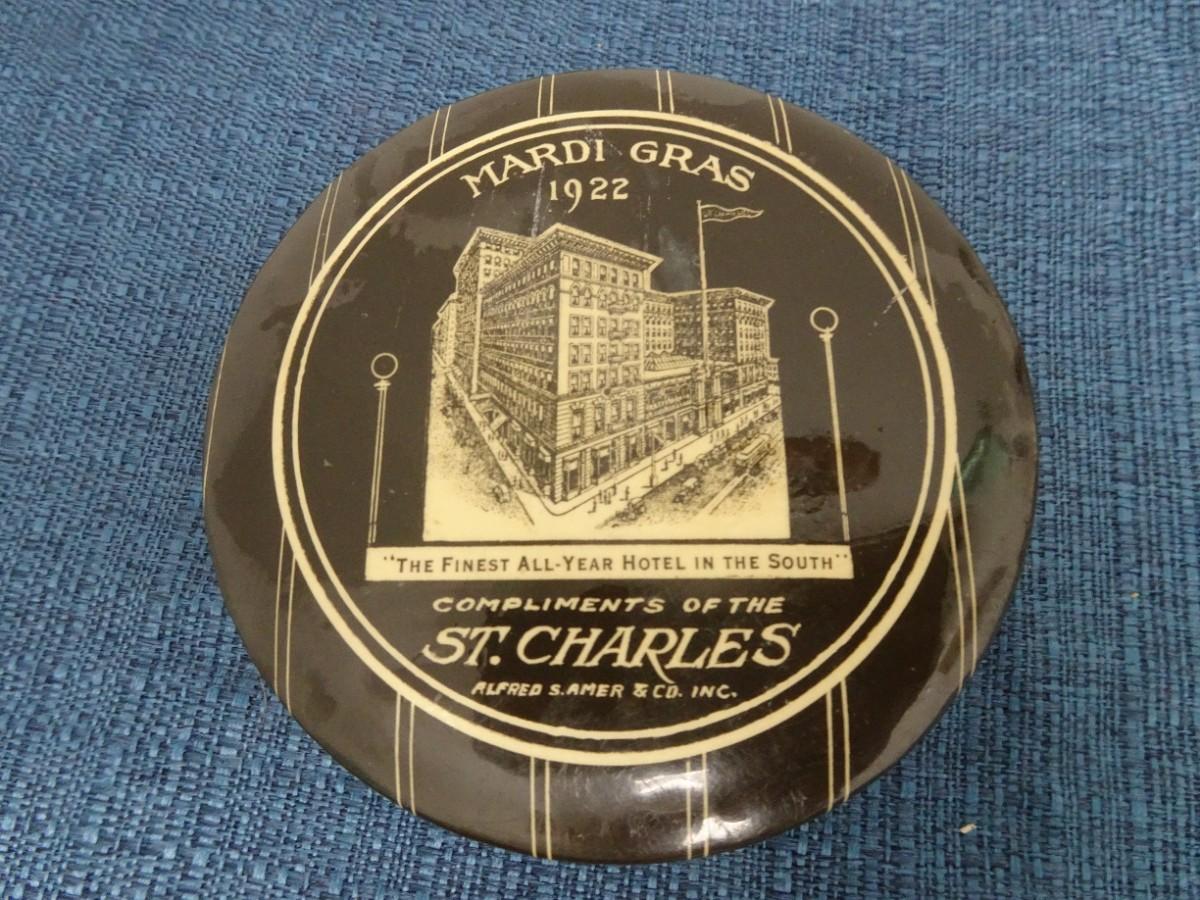 MARDI GRAS
1922
"THE FINEST ALL-YEAR HOTEL IN THE SOUTH"
COMPLIMENTS OF THE
ST. CHARLES
ALFRED S. AMER & CO. INC.